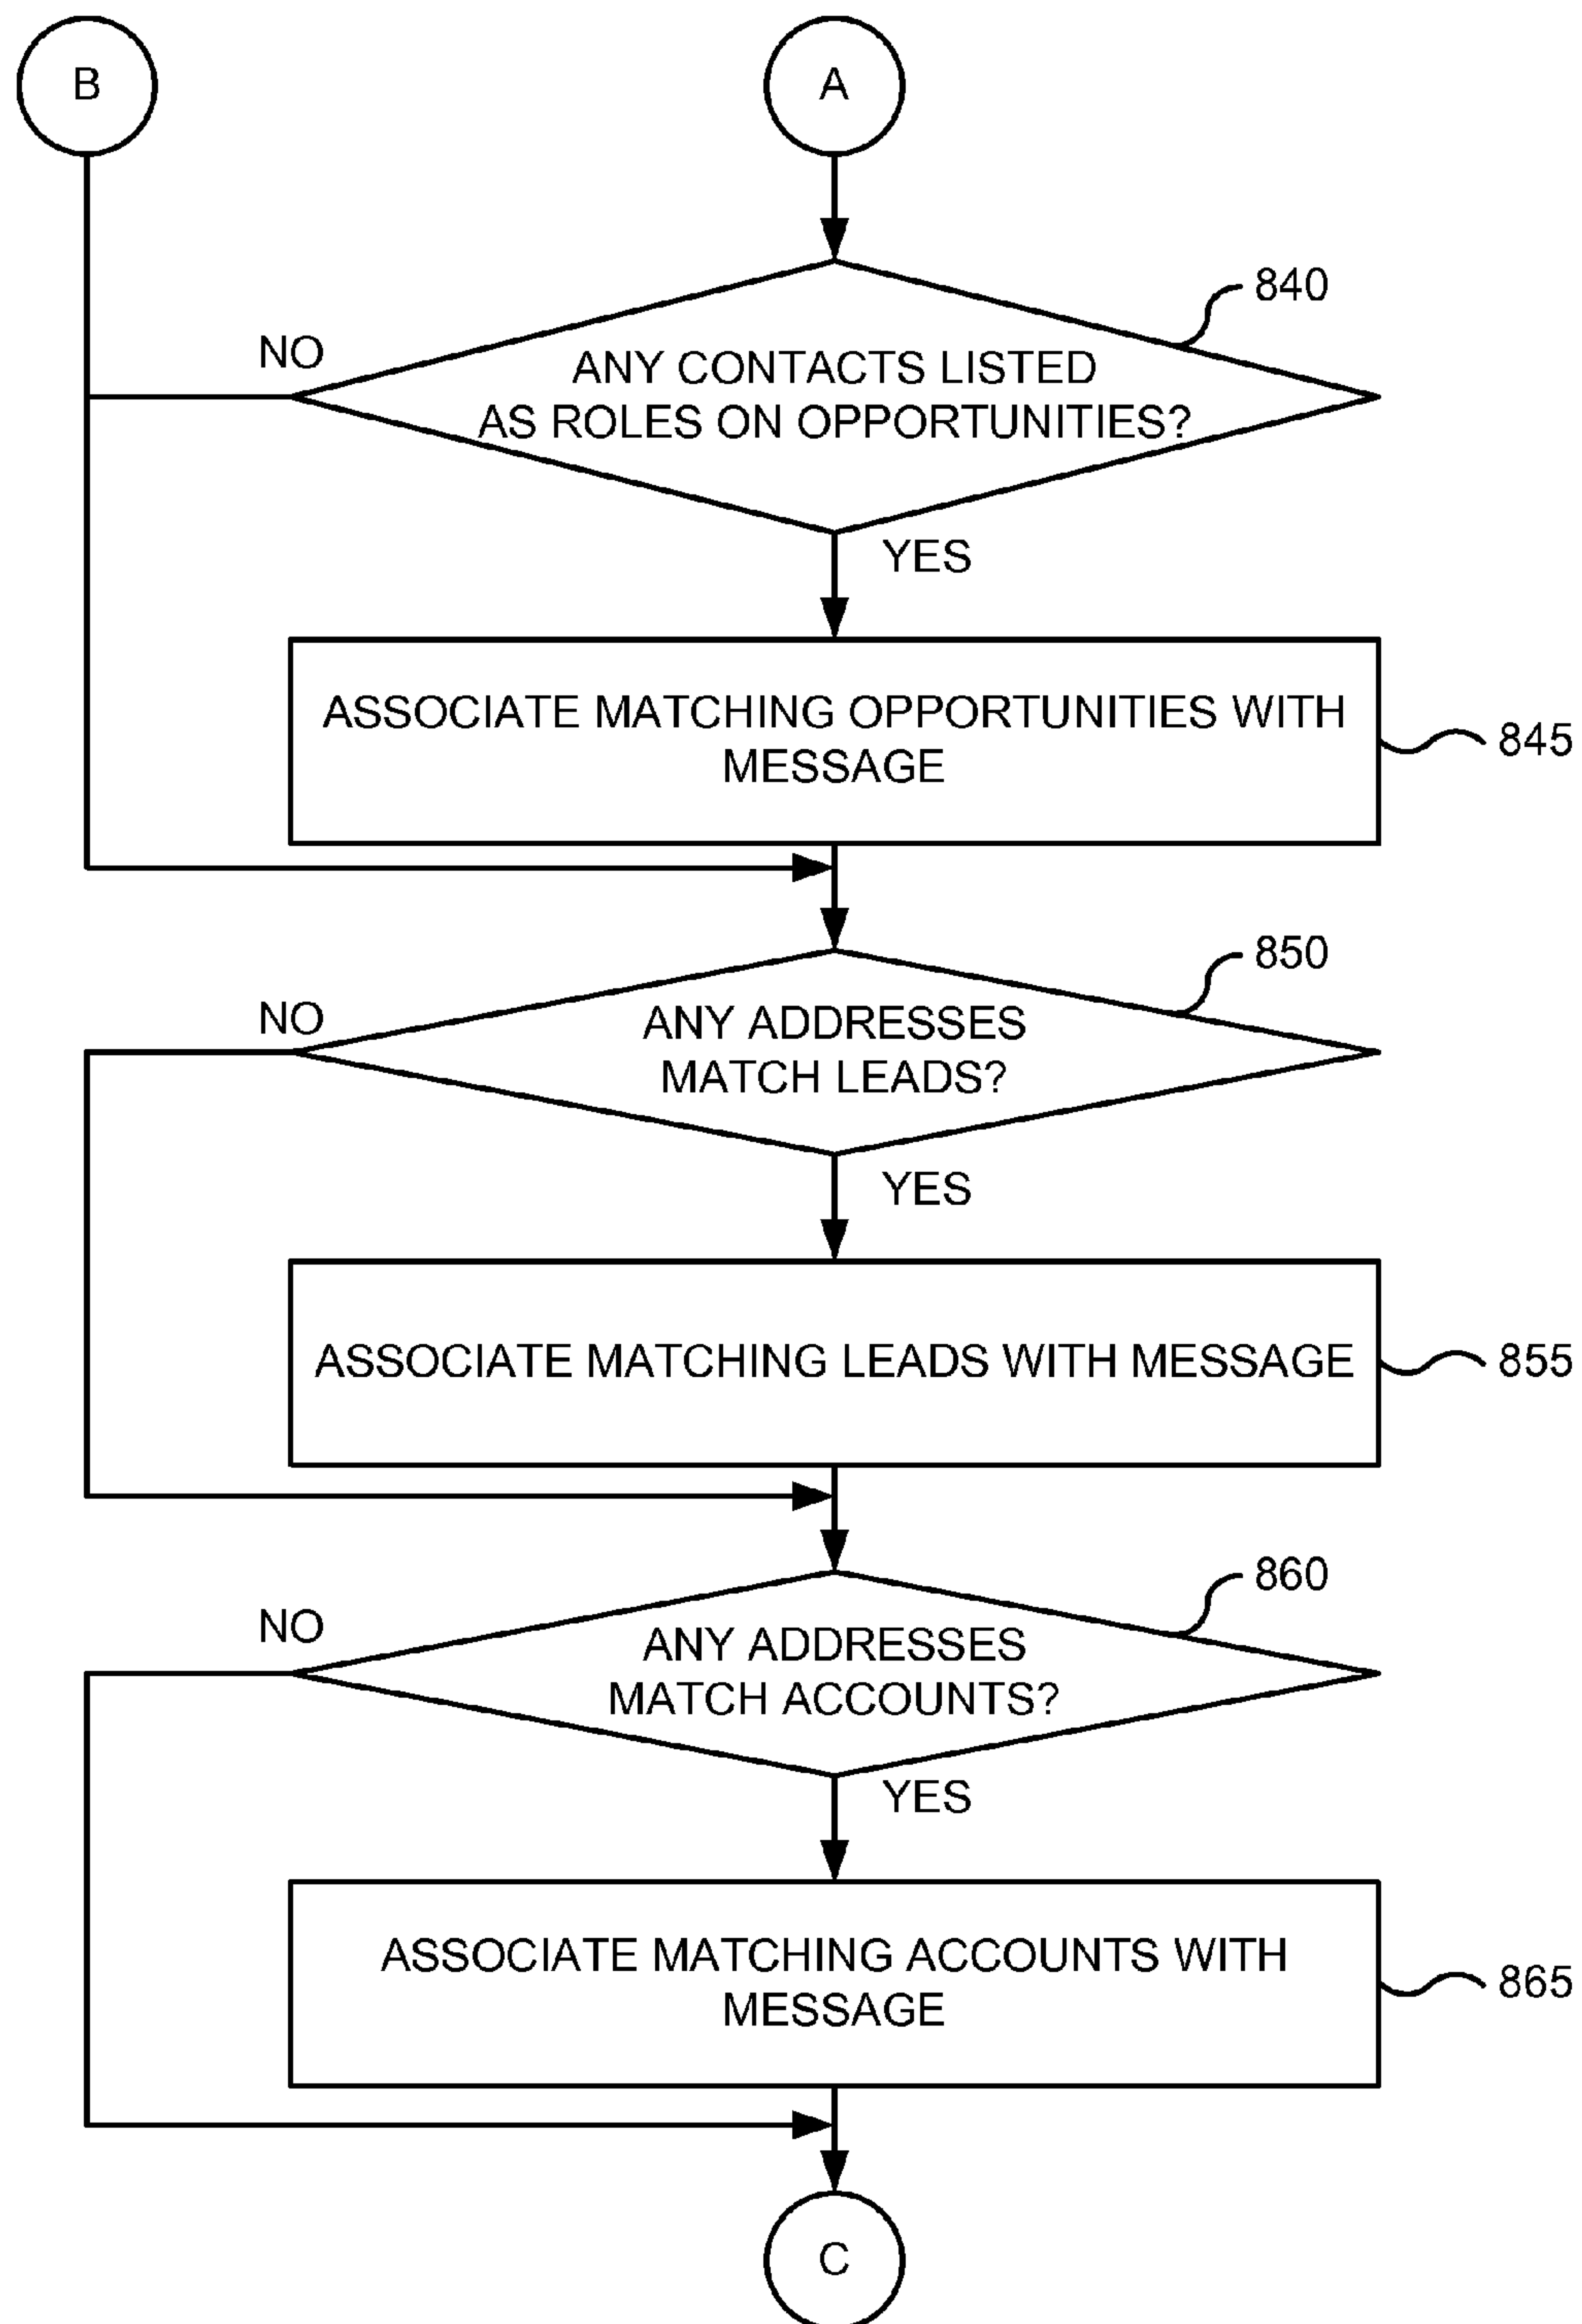 B
A
840
NO
ANY CONTACTS LISTED
AS ROLES ON OPPORTUNITIES?
YES
ASSOCIATE MATCHING OPPORTUNITIES WITH
MESSAGE
845
850
NO
ANY ADDRESSES
MATCH LEADS?
YES
ASSOCIATE MATCHING LEADS WITH MESSAGE
855
860
NO
ANY ADDRESSES
MATCH ACCOUNTS?
YES
ASSOCIATE MATCHING ACCOUNTS WITH
MESSAGE
865
C